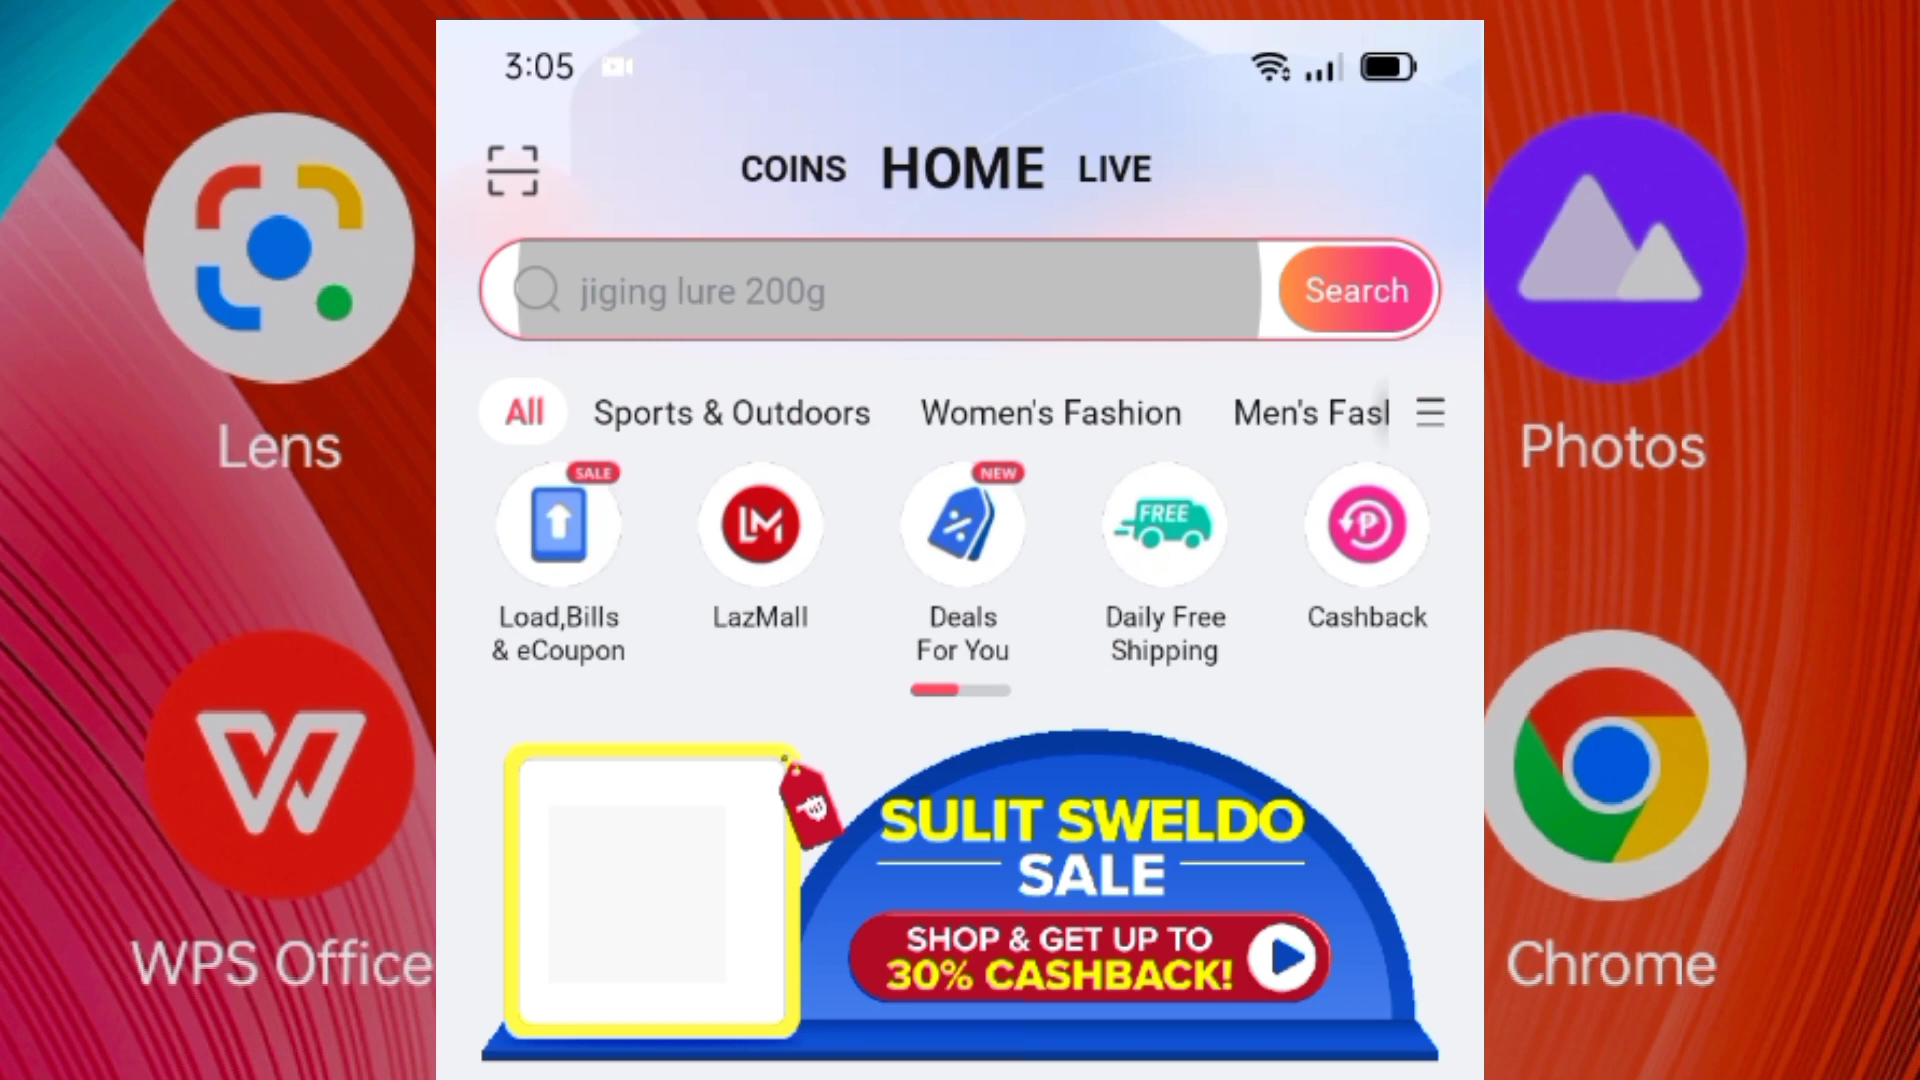 3:05
COINS HOME LIVE
jiging lure 200g
Search
All
Sports & Outdoors
Women's Fashion
Men's Fasl
SALE
NEW
FREE
LM
P
Load,Bills
& eCoupon
LazMall
Deals
For You
Daily Free
Shipping
Cashback
SULIT SWELDO
SALE
SHOP & GET UP TO
30% CASHBACK!
Lens
WPS Office
Photos
Chrome